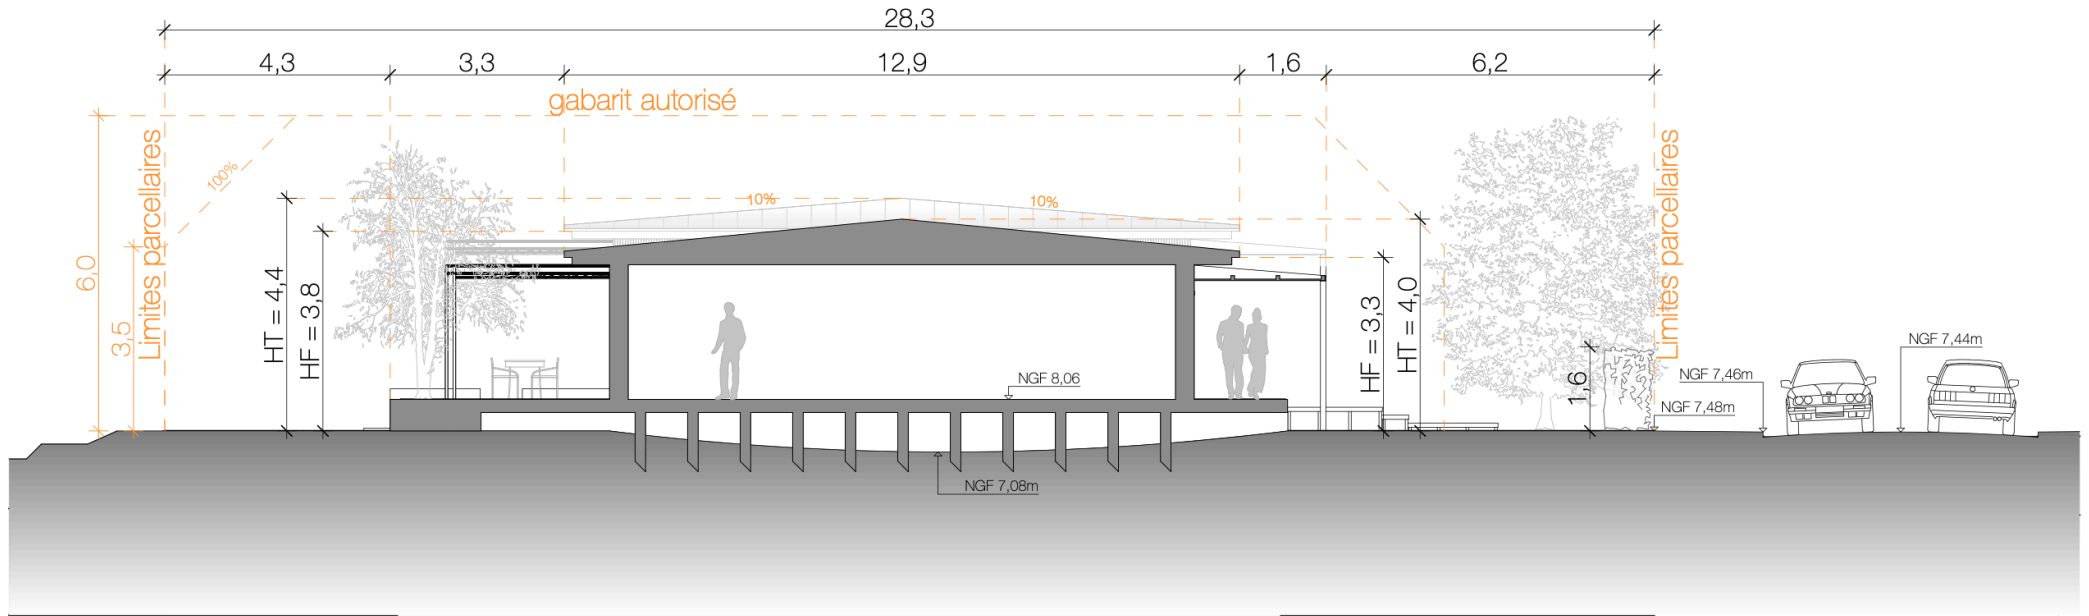 28,3
4,3
3,3
12,9
1,6
6,2
gabarit autorisé
Limites parcellaires
100%
10%
10%
Limites parcellaires
6,0
3,5
HT = 4,4
HF = 3,8
HF = 3,3
HT = 4,0
1,6
NGF 7,44m
NGF 7,46m
NGF 7,48m
NGF 8,06
NGF 7,08m